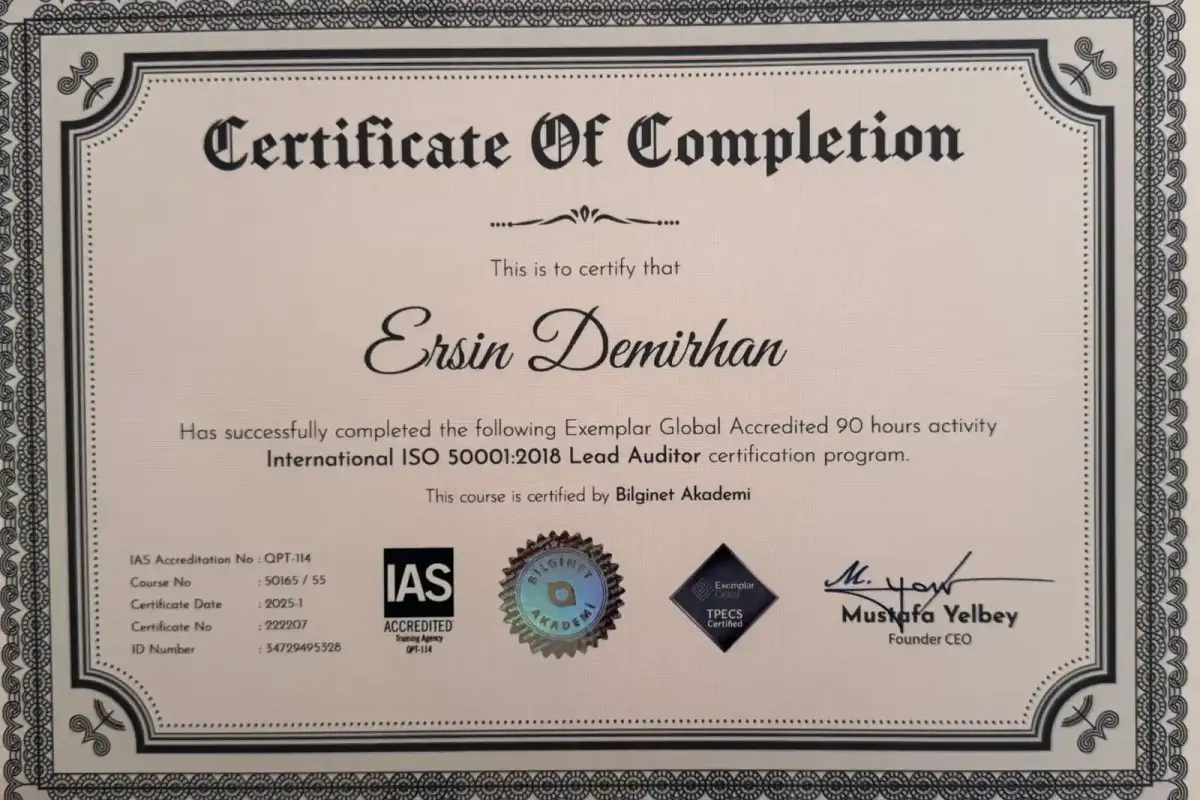 Certificate Of Completion
This is to certify that
Ersin Demirhan
Has successfully completed the following Exemplar Global Accredited 90 hours activity
International ISO 50001:2018 Lead Auditor certification program.
This course is certified by Bilginet Akademi
IAS Accreditation No : QPT-114
Course No : 50165 / 55
Certificate Date : 2025-1
Certificate No : 222207
ID Number : 34729495328
IAS
ACCREDITED
Training Agency
QPT-114
BİLGİNET
AKADEMİ
Exemplar
Global
TPECS
Certified
Mustafa Yelbey
Founder CEO